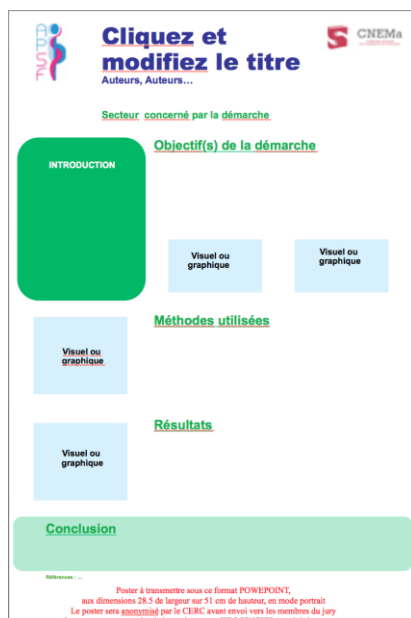 APSF
Cliquez et
modifiez le titre
Auteurs, Auteurs...
CNEMa
Secteur concerné par la démarche
Objectif(s) de la démarche
INTRODUCTION
Visuel ou
graphique
Visuel ou
graphique
Méthodes utilisées
Visuel ou
graphique
Résultats
Visuel ou
graphique
Conclusion
Références : ...
Poster à transmettre sous ce format POWEPOINT,
aux dimensions 28.5 de largeur sur 51 cm de hauteur, en mode portrait
Le poster sera anonymisé par le CERC avant envoi vers les membres du jury